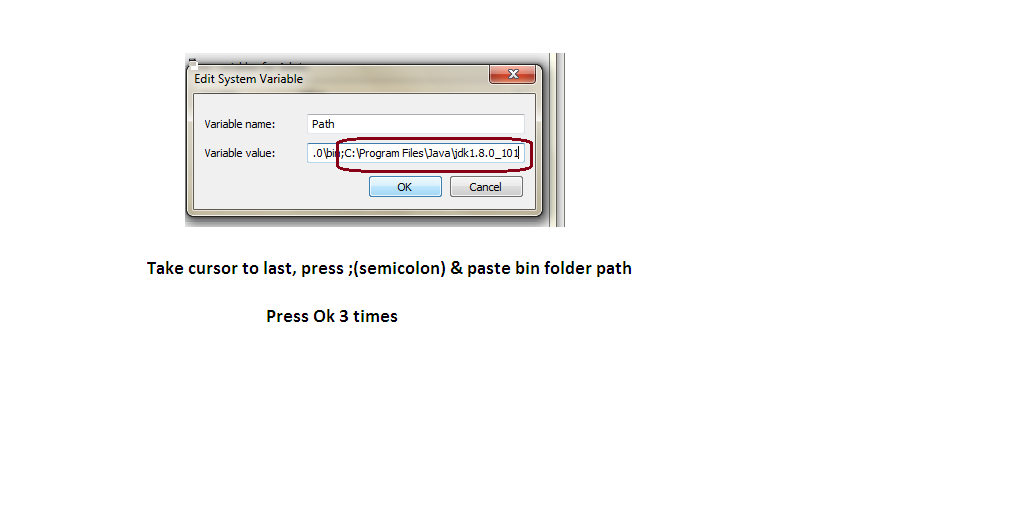 Edit System Variable
Variable name: Path
Variable value: .0\bin;C:\Program Files\Java\jdk1.8.0_101
OK Cancel
Take cursor to last, press ;(semicolon) & paste bin folder path
Press Ok 3 times